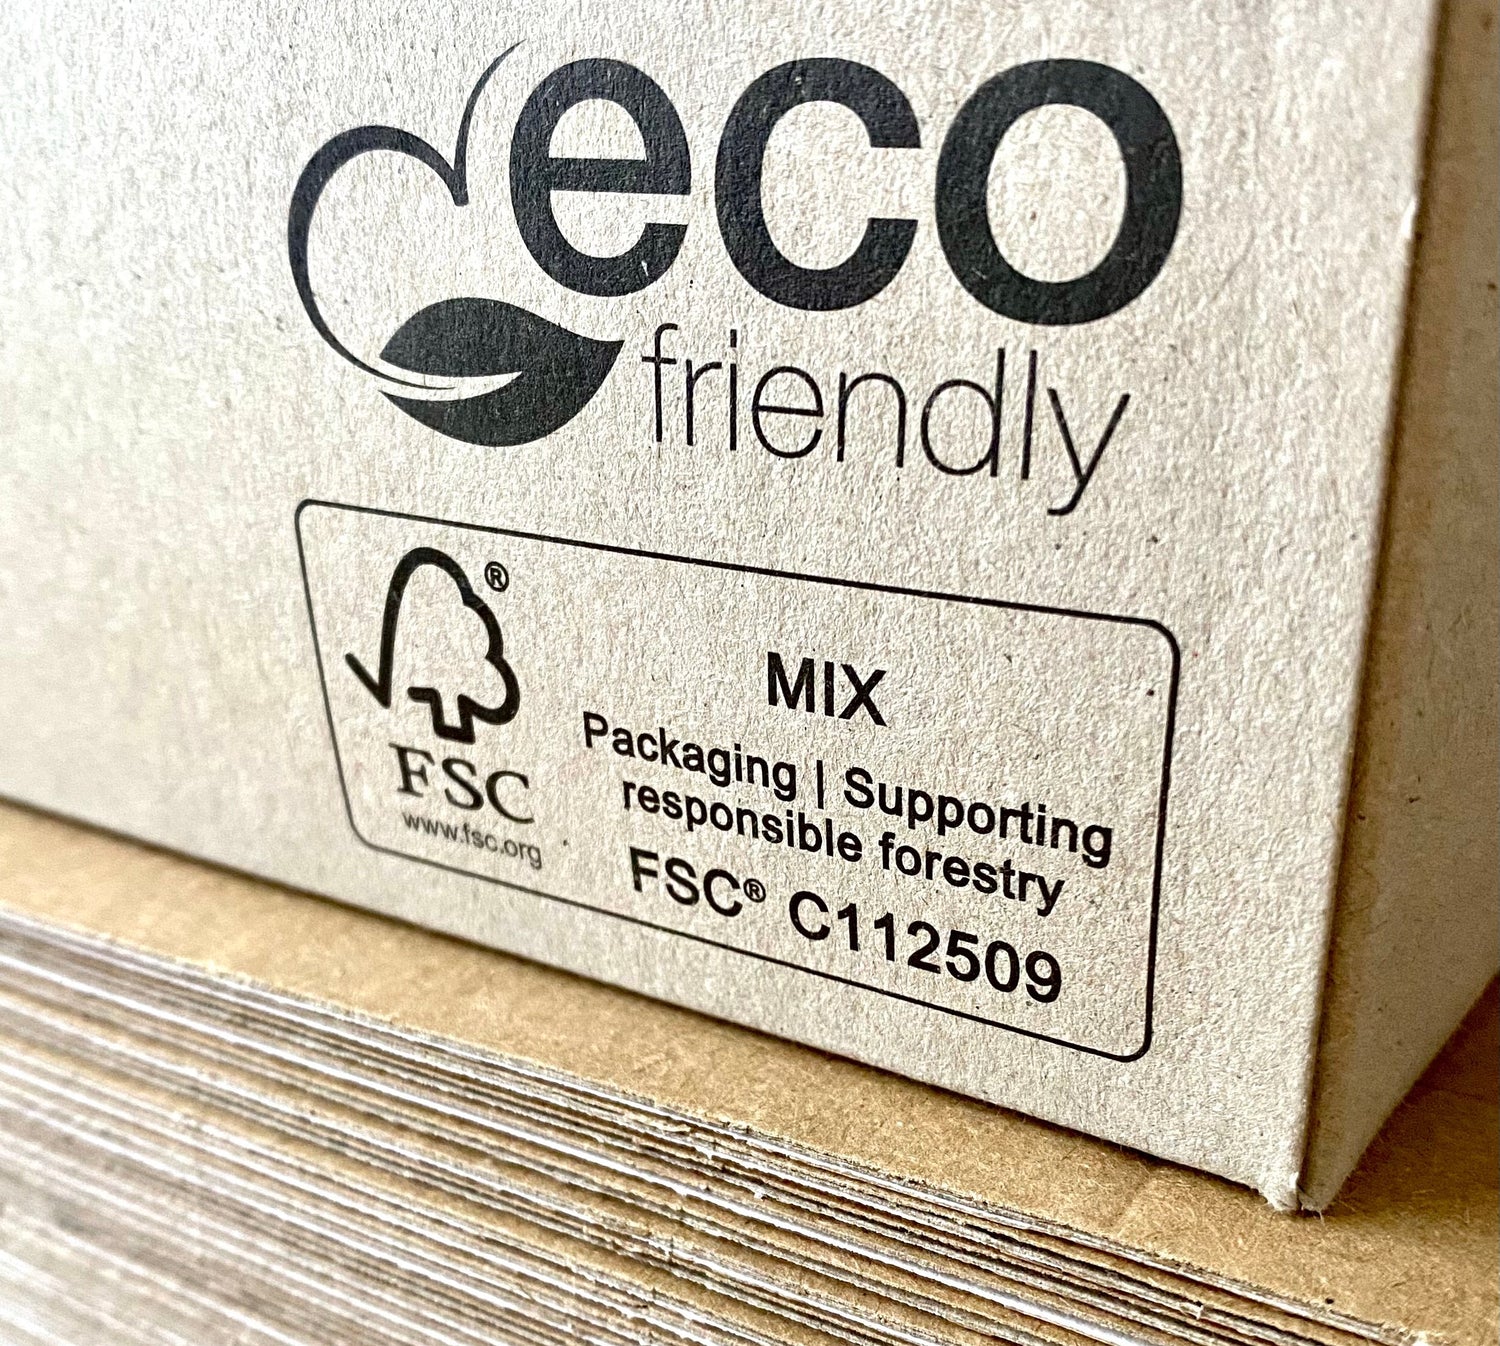 eco
friendly
®
FSC
www.fsc.org
MIX
Packaging | Supporting
responsible forestry
FSC® C112509